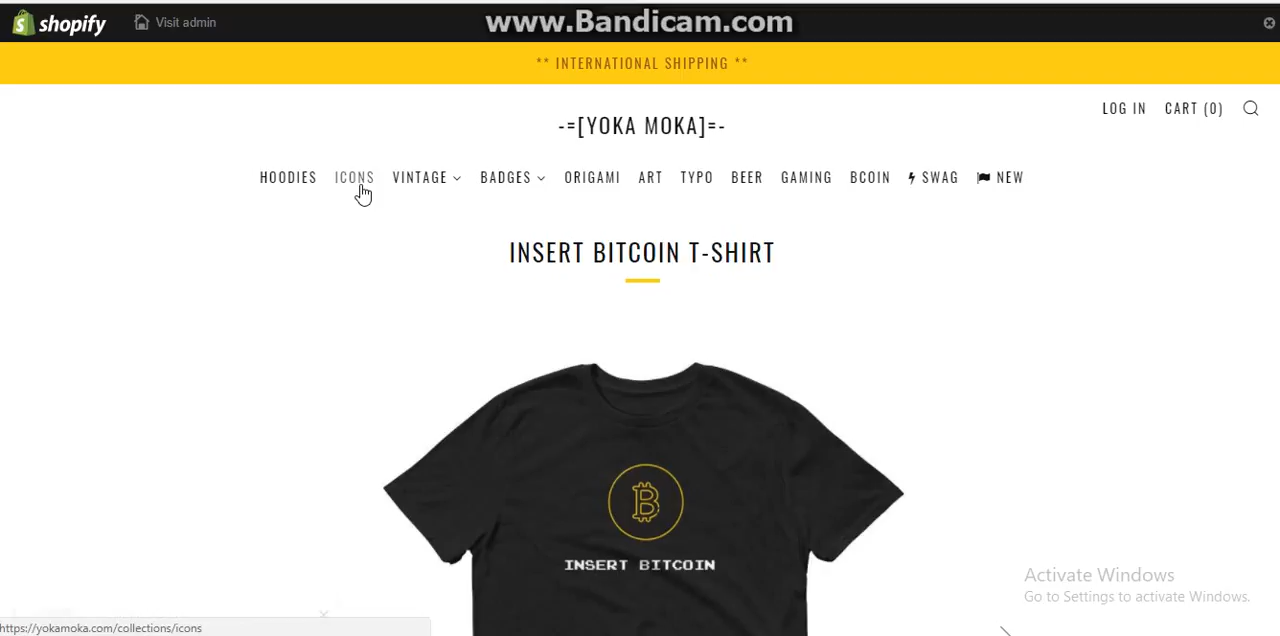 shopify Visit admin www.Bandicam.com
** INTERNATIONAL SHIPPING **
LOG IN CART (0)
-=[YOKA MOKA]=-
HOODIES ICONS VINTAGE BADGES ORIGAMI ART TYPO BEER GAMING BCOIN SWAG NEW
INSERT BITCOIN T-SHIRT
B
INSERT BITCOIN
Activate Windows
Go to Settings to activate Windows.
https://yokamoka.com/collections/icons